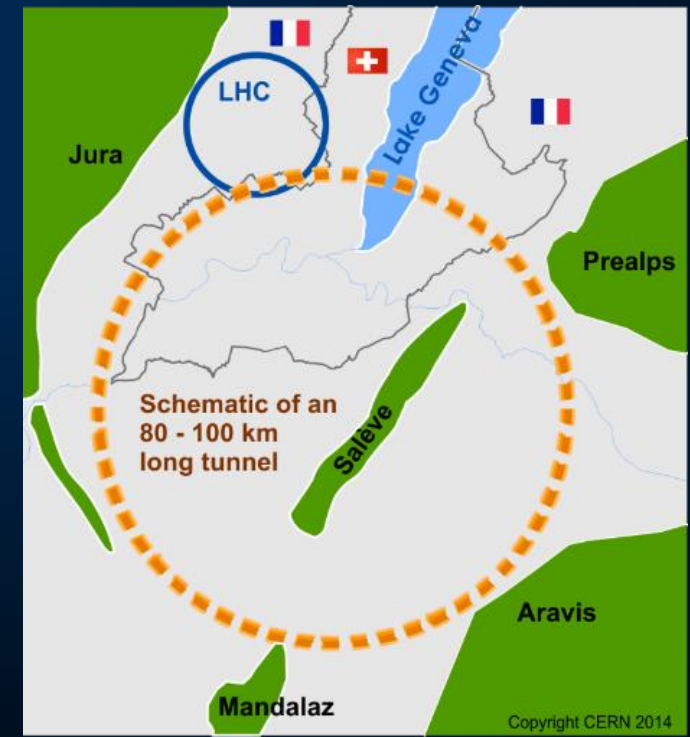 LHC
Lake Geneva
Jura
Prealps
Schematic of an
80 - 100 km
long tunnel
Salève
Aravis
Mandalaz
Copyright CERN 2014